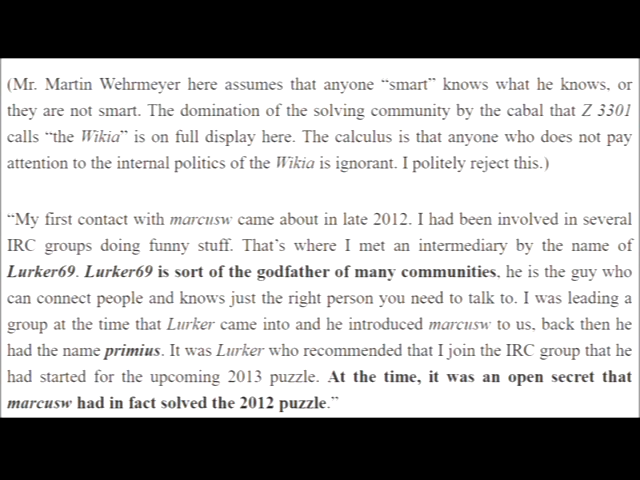 (Mr. Martin Wehrmeyer here assumes that anyone “smart” knows what he knows, or
they are not smart. The domination of the solving community by the cabal that Z 3301
calls “the Wikia” is on full display here. The calculus is that anyone who does not pay
attention to the internal politics of the Wikia is ignorant. I politely reject this.)
“My first contact with marcusw came about in late 2012. I had been involved in several
IRC groups doing funny stuff. That’s where I met an intermediary by the name of
Lurker69. Lurker69 is sort of the godfather of many communities, he is the guy who
can connect people and knows just the right person you need to talk to. I was leading a
group at the time that Lurker came into and he introduced marcusw to us, back then he
had the name primius. It was Lurker who recommended that I join the IRC group that he
had started for the upcoming 2013 puzzle. At the time, it was an open secret that
marcusw had in fact solved the 2012 puzzle.”